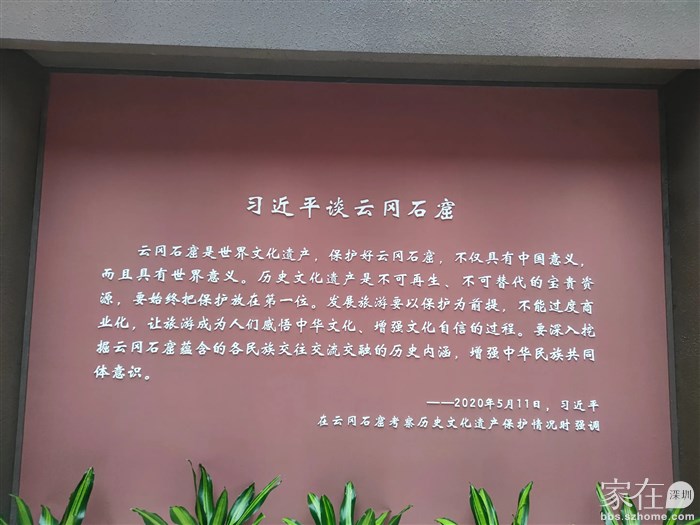 习近平谈云冈石窟
云冈石窟是世界文化遗产，保护好云冈石窟，不仅具有中国意义，
而且具有世界意义。历史文化遗产是不可再生、不可替代的宝贵资
源，要始终把保护放在第一位。发展旅游要以保护为前提，不能过度商
业化，让旅游成为人们感悟中华文化、增强文化自信的过程。要深入挖
掘云冈石窟蕴含的各民族交往交流交融的历史内涵，增强中华民族共同
体意识。
——2020年5月11日，习近平
在云冈石窟考察历史文化遗产保护情况时强调
家在深圳
bbs.szhome.com